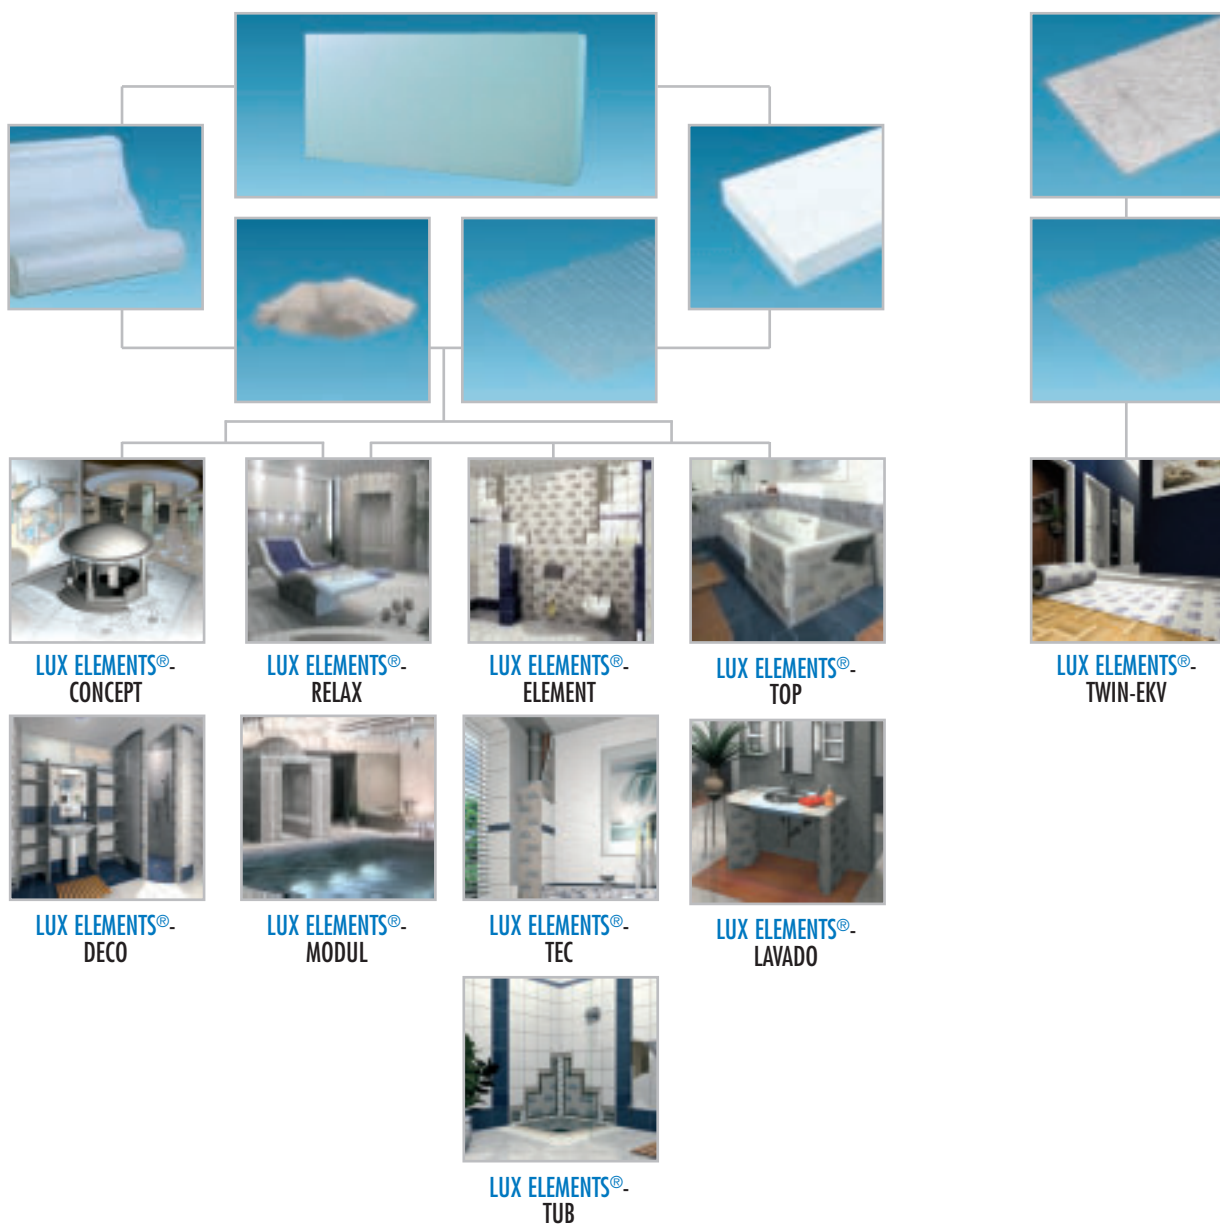 LUX ELEMENTS®-
CONCEPT
LUX ELEMENTS®-
RELAX
LUX ELEMENTS®-
ELEMENT
LUX ELEMENTS®-
TOP
LUX ELEMENTS®-
TWIN-EKV
LUX ELEMENTS®-
DECO
LUX ELEMENTS®-
MODUL
LUX ELEMENTS®-
TEC
LUX ELEMENTS®-
LAVADO
LUX ELEMENTS®-
TUB